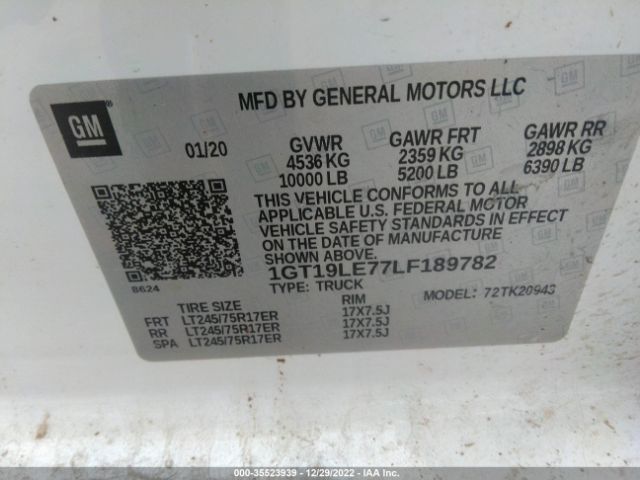 MFD BY GENERAL MOTORS LLC
GM
01/20
GVWR
4536 KG
10000 LB
GAWR FRT
2359 KG
5200 LB
GAWR RR
2898 KG
6390 LB
THIS VEHICLE CONFORMS TO ALL
APPLICABLE U.S. FEDERAL MOTOR
VEHICLE SAFETY STANDARDS IN EFFECT
ON THE DATE OF MANUFACTURE
SHOWN ABOVE.
8624
1GT19LE77LF189782
TYPE: TRUCK
MODEL: 72TK20943
TIRE SIZE RIM
FRT LT245/75R17ER 17X7.5J
RR LT245/75R17ER 17X7.5J
SPA LT245/75R17ER 17X7.5J
000-35523939 - 12/29/2022 - IAA Inc.